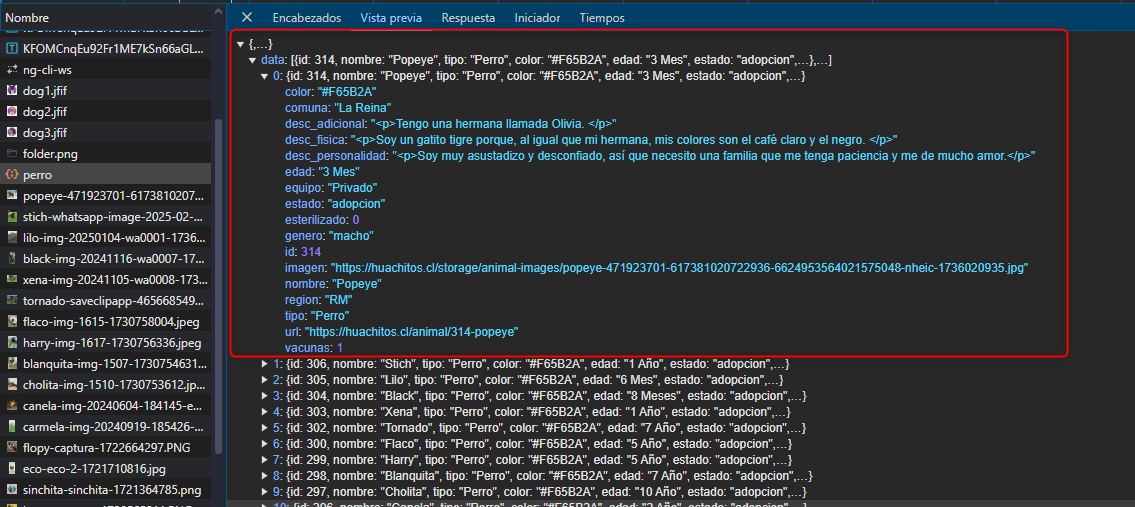 Nombre
Encabezados Vista previa Respuesta Iniciador Tiempos
KFOMCnqEu92Fr1ME7kSn66aGL...
ng-cli-ws
dog1.jfif
dog2.jfif
dog3.jfif
folder.png
perro
popeye-471923701-6173810207...
stich-whatsapp-image-2025-02-...
lilo-img-20250104-wa0001-1736...
black-img-20241116-wa0007-17...
xena-img-20241105-wa0008-173...
tornado-saveclipapp-465668549...
flaco-img-1615-1730758004.jpeg
harry-img-1617-1730756336.jpeg
blanquita-img-1507-1730754631...
cholita-img-1510-1730753612.jp...
canela-img-20240604-184145-e...
carmela-img-20240919-185426-...
flopy-captura-1722664297.PNG
eco-eco-2-1721710816.jpg
sinchita-sinchita-1721364785.png
{,…}
data: [{id: 314, nombre: "Popeye", tipo: "Perro", color: "#F65B2A", edad: "3 Mes", estado: "adopcion",…},…]
0: {id: 314, nombre: "Popeye", tipo: "Perro", color: "#F65B2A", edad: "3 Mes", estado: "adopcion",…}
color: "#F65B2A"
comuna: "La Reina"
desc_adicional: "<p>Tengo una hermana llamada Olivia. </p>"
desc_fisica: "<p>Soy un gatito tigre porque, al igual que mi hermana, mis colores son el café claro y el negro. </p>"
desc_personalidad: "<p>Soy muy asustadizo y desconfiado, así que necesito una familia que me tenga paciencia y me de mucho amor.</p>"
edad: "3 Mes"
equipo: "Privado"
estado: "adopcion"
esterilizado: 0
genero: "macho"
id: 314
imagen: "https://huachitos.cl/storage/animal-images/popeye-471923701-617381020722936-6624953564021575048-nheic-1736020935.jpg"
nombre: "Popeye"
region: "RM"
tipo: "Perro"
url: "https://huachitos.cl/animal/314-popeye"
vacunas: 1
1: {id: 306, nombre: "Stich", tipo: "Perro", color: "#F65B2A", edad: "1 Año", estado: "adopcion",…}
2: {id: 305, nombre: "Lilo", tipo: "Perro", color: "#F65B2A", edad: "6 Mes", estado: "adopcion",…}
3: {id: 304, nombre: "Black", tipo: "Perro", color: "#F65B2A", edad: "8 Meses", estado: "adopcion",…}
4: {id: 303, nombre: "Xena", tipo: "Perro", color: "#F65B2A", edad: "1 Año", estado: "adopcion",…}
5: {id: 302, nombre: "Tornado", tipo: "Perro", color: "#F65B2A", edad: "7 Año", estado: "adopcion",…}
6: {id: 300, nombre: "Flaco", tipo: "Perro", color: "#F65B2A", edad: "5 Año", estado: "adopcion",…}
7: {id: 299, nombre: "Harry", tipo: "Perro", color: "#F65B2A", edad: "5 Año", estado: "adopcion",…}
8: {id: 298, nombre: "Blanquita", tipo: "Perro", color: "#F65B2A", edad: "7 Año", estado: "adopcion",…}
9: {id: 297, nombre: "Cholita", tipo: "Perro", color: "#F65B2A", edad: "10 Año", estado: "adopcion",…}